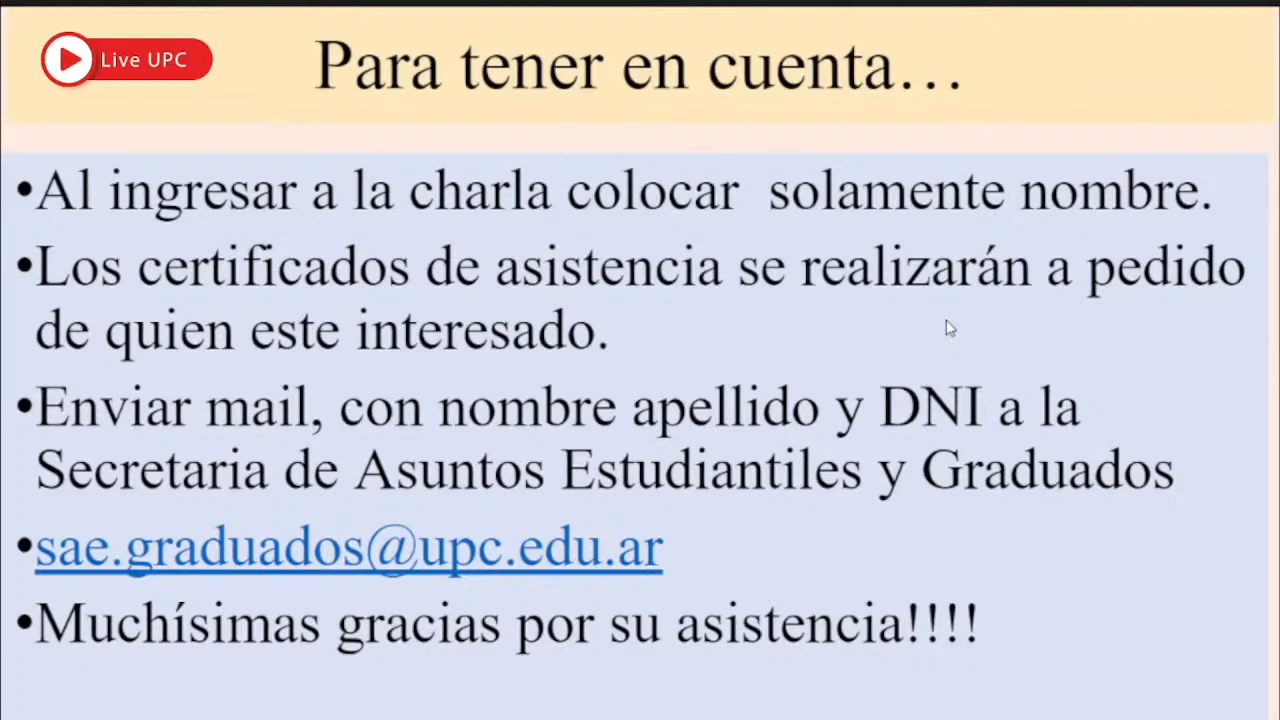 Live UPC
Para tener en cuenta…
•Al ingresar a la charla colocar  solamente nombre.
•Los certificados de asistencia se realizarán a pedido
de quien este interesado.
•Enviar mail, con nombre apellido y DNI a la
Secretaria de Asuntos Estudiantiles y Graduados
•sae.graduados@upc.edu.ar
•Muchísimas gracias por su asistencia!!!!